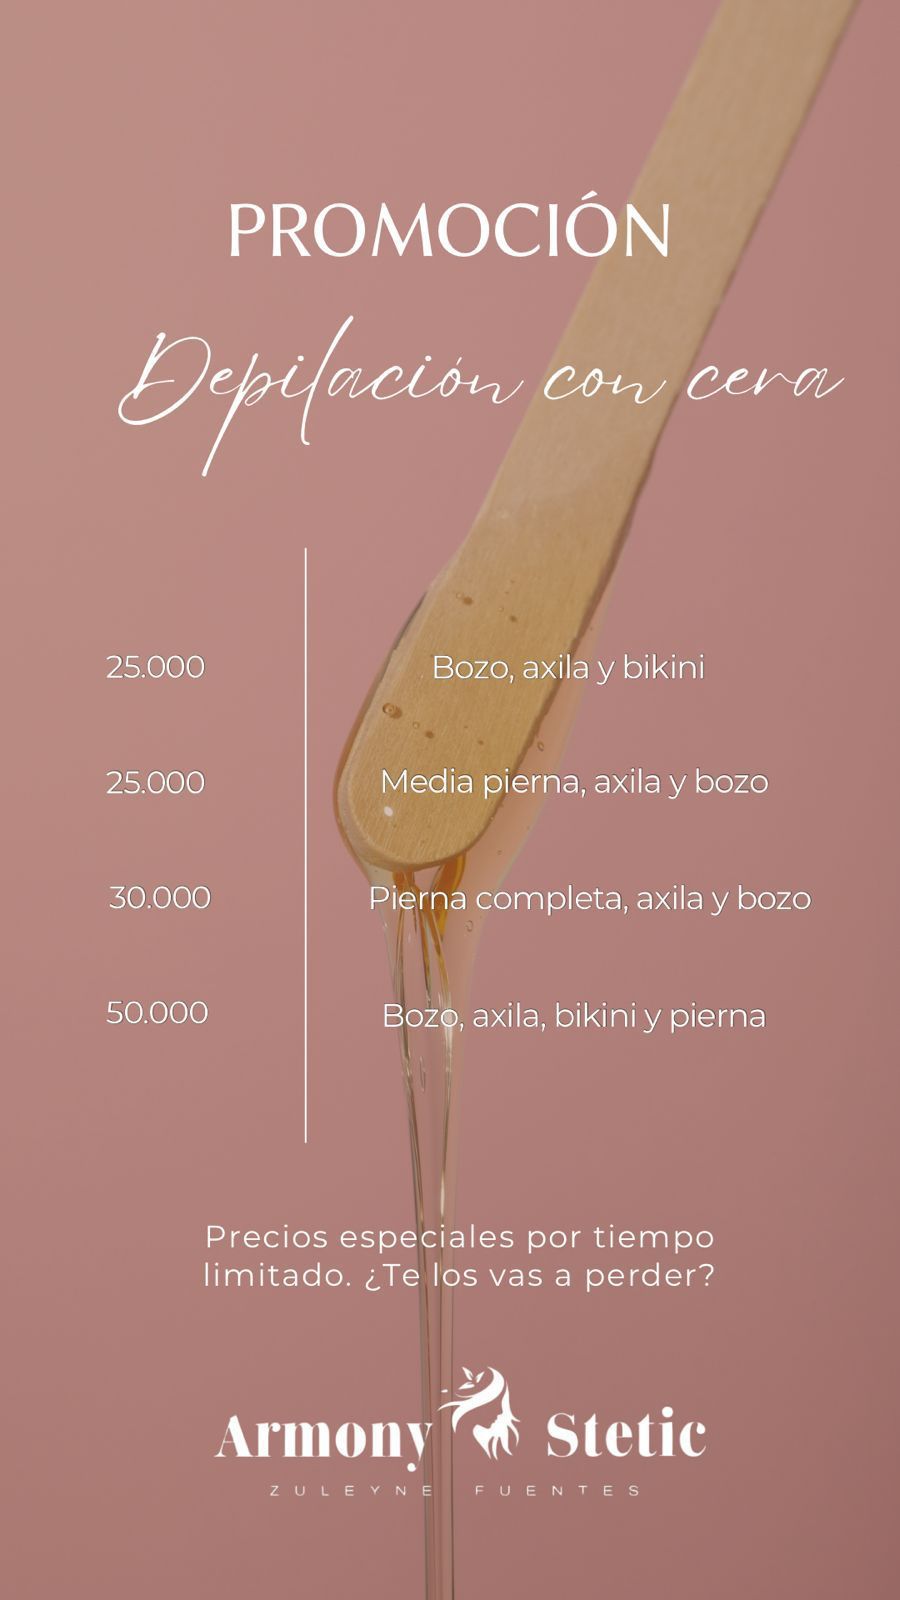 PROMOCIÓN
Depilación con cera
25.000 Bozo, axila y bikini
25.000 Media pierna, axila y bozo
30.000 Pierna completa, axila y bozo
50.000 Bozo, axila, bikini y pierna
Precios especiales por tiempo
limitado. ¿Te los vas a perder?
Armony Stetic
ZULEYNE FUENTES